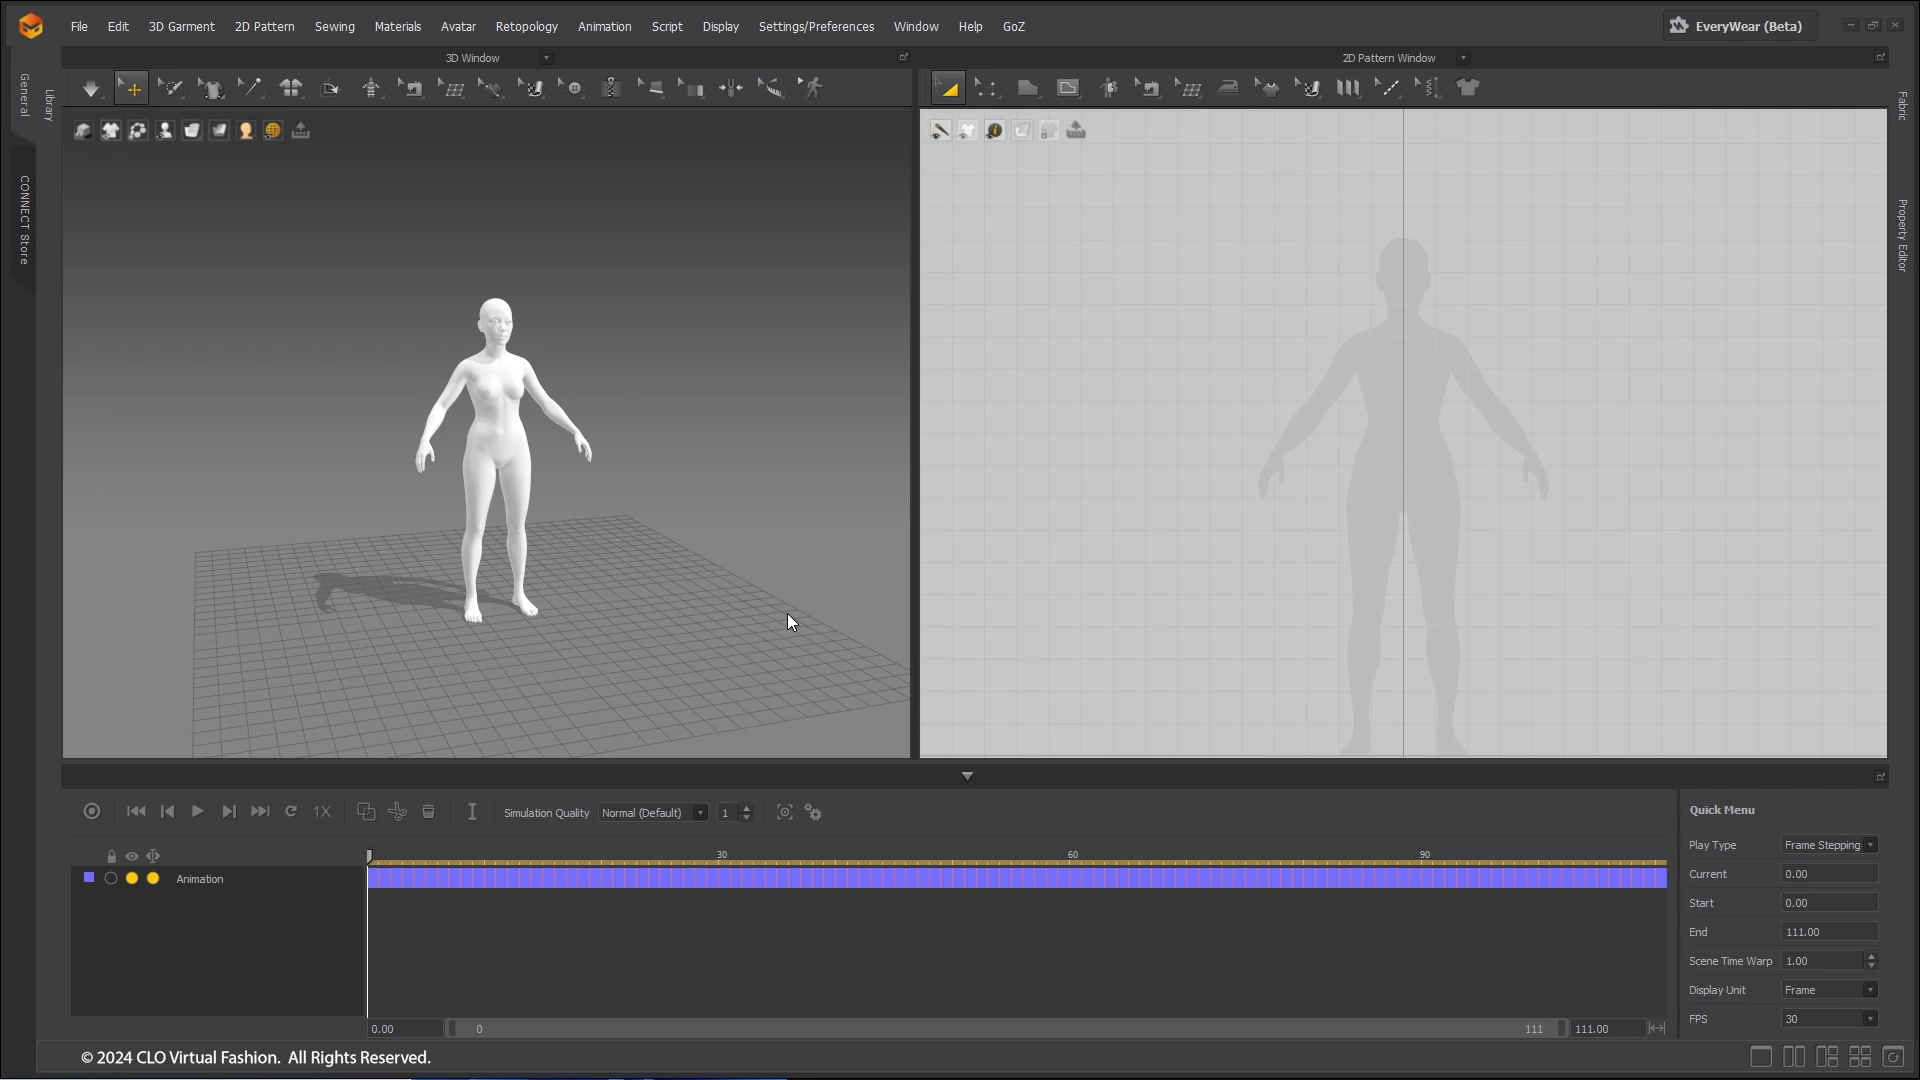 File Edit 3D Garment 2D Pattern Sewing Materials Avatar Retopology Animation Script Display Settings/Preferences Window Help GoZ EveryWear (Beta)
3D Window 2D Pattern Window
General
Library
CONNECT Store
Fabric
Property Editor
1X Simulation Quality Normal (Default) 1
Quick Menu
30 60 90
Animation
Play Type Frame Stepping
Current 0.00
Start 0.00
End 111.00
Scene Time Warp 1.00
Display Unit Frame
FPS 30
0.00 0 111 111.00
© 2024 CLO Virtual Fashion. All Rights Reserved.